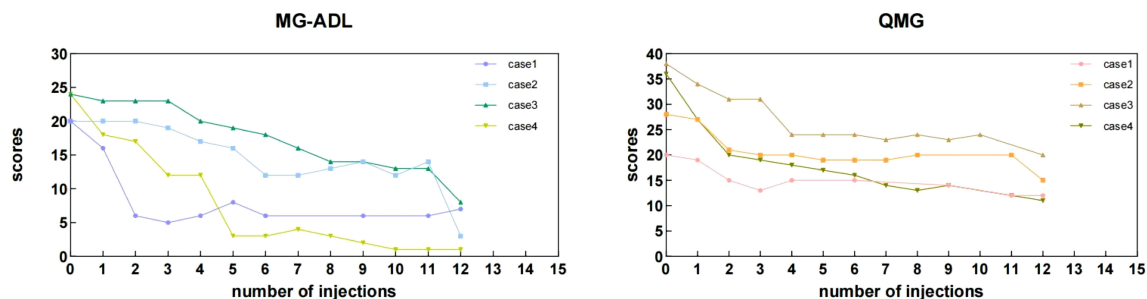 MG-ADL
30
25
20
15
10
5
0
scores
0 1 2 3 4 5 6 7 8 9 10 11 12 13 14 15
number of injections
case1
case2
case3
case4
QMG
40
35
30
25
20
15
10
5
0
scores
0 1 2 3 4 5 6 7 8 9 10 11 12 13 14 15
number of injections
case1
case2
case3
case4